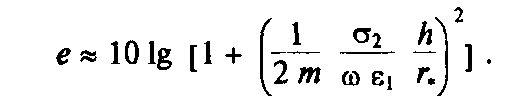 e ≈ 10 lg [1 + (1/(2 m) σ₂/(ω ε₁) h/r*)²] .